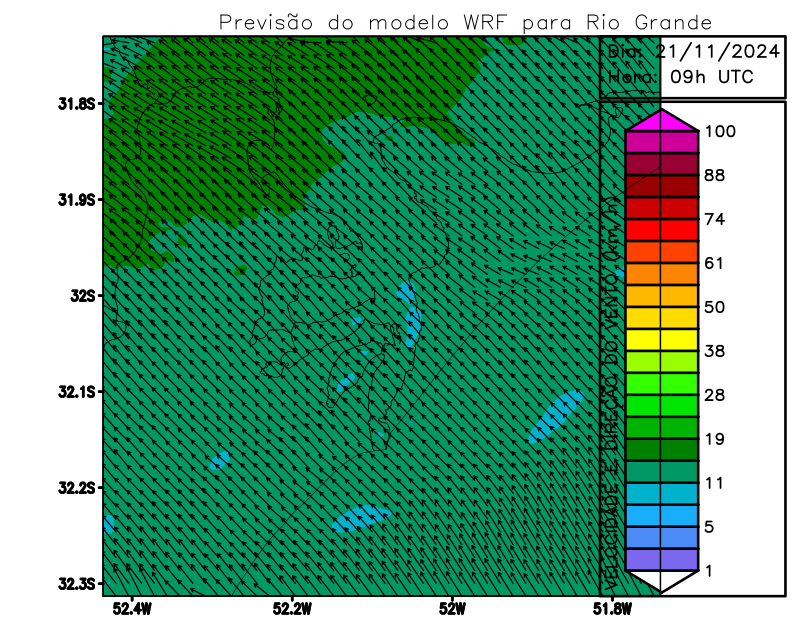 Previsão do modelo WRF para Rio Grande
Dia: 21/11/2024
Hora: 09h UTC
31.8S
31.9S
32S
32.1S
32.2S
32.3S
52.4W
52.2W
52W
51.8W
VELOCIDADE E DIREÇÃO DO VENTO (km/h)
100
88
74
61
50
38
28
19
11
5
1